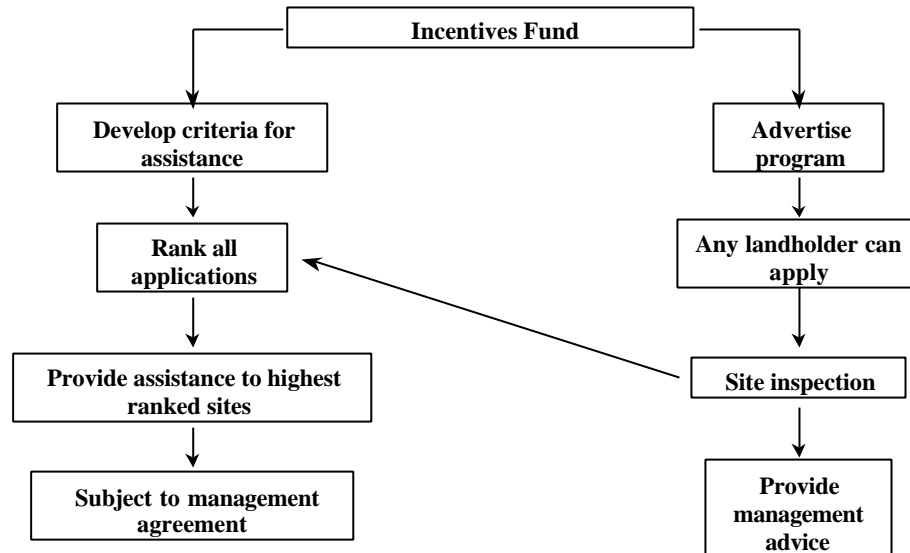 Incentives Fund
Develop criteria for
assistance
Advertise
program
Rank all
applications
Any landholder can
apply
Provide assistance to highest
ranked sites
Site inspection
Subject to management
agreement
Provide
management
advice